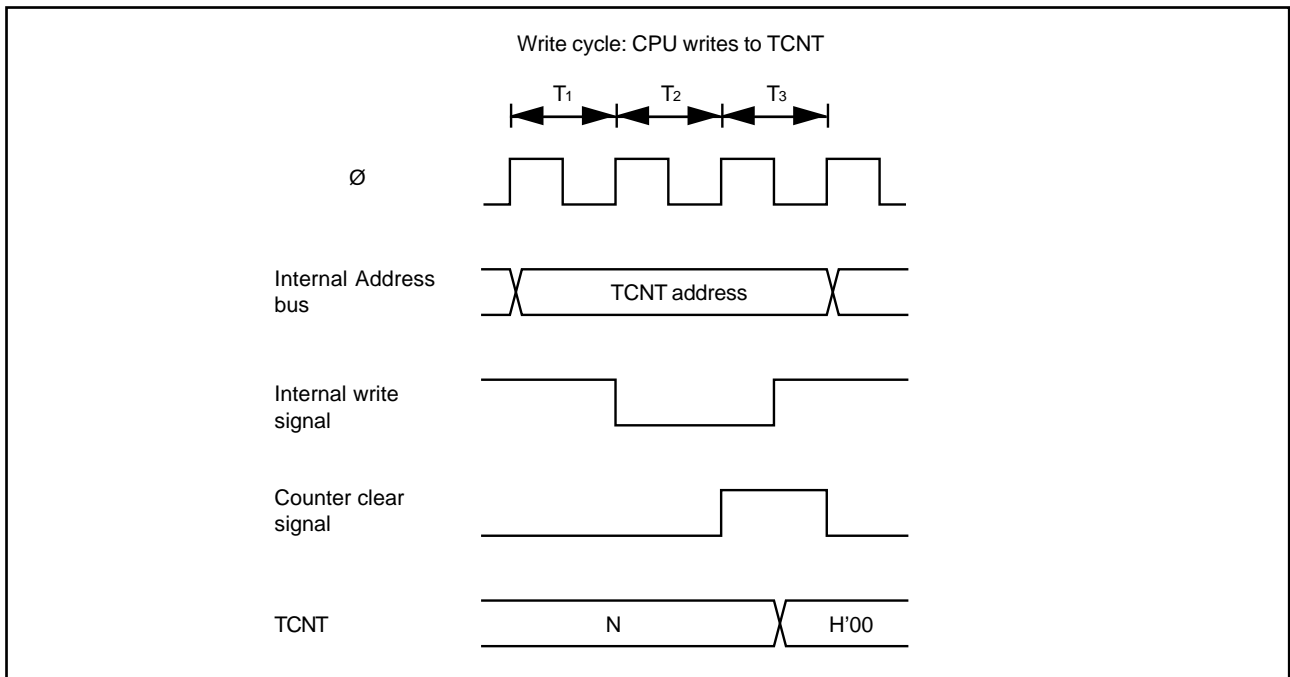 Write cycle: CPU writes to TCNT
T1 T2 T3
Ø
Internal Address
bus
TCNT address
Internal write
signal
Counter clear
signal
TCNT
N
H'00